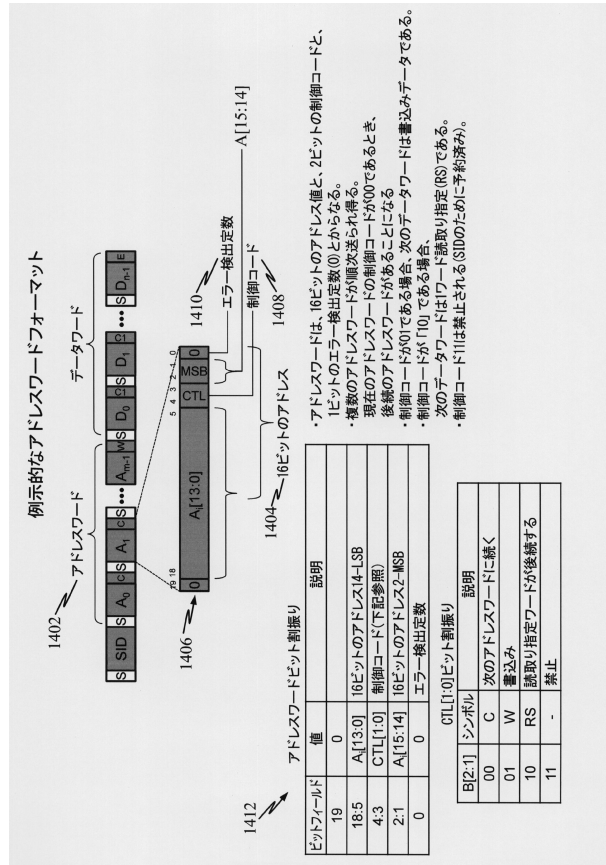 例示的なアドレスワードフォーマット
1402
アドレスワード
データワード
S SID S A0 C S A1 C S ••• Am-1 W S D0 Ω S D1 Ω S ••• Dn-1 E
19 18 5 4 3 2 1 0
0 Ai[13:0] CTL MSB 0
1406
1404
16ビットのアドレス
1410
エラー検出定数
A[15:14]
制御コード
1408
1412
アドレスワードビット割振り
ビットフィールド 値 説明
19 0
18:5 Ai[13:0] 16ビットのアドレス14-LSB
4:3 CTL[1:0] 制御コード(下記参照)
2:1 Ai[15:14] 16ビットのアドレス2-MSB
0 0 エラー検出定数
CTL[1:0]ビット割振り
B[2:1] シンボル 説明
00 C 次のアドレスワードに続く
01 W 書込み
10 RS 読取り指定ワードが後続する
11 - 禁止
・アドレスワードは、16ビットのアドレス値と、2ビットの制御コードと、
1ビットのエラー検出定数(0)とからなる。
・複数のアドレスワードが順次送られ得る。
現在のアドレスワードの制御コードが00であるとき、
後続のアドレスワードがあることになる
・制御コードが01である場合、次のデータワードは書込みデータである。
・制御コードが「10」である場合、
次のデータワードは1ワード読取り指定(RS)である。
・制御コード11は禁止される(SIDのために予約済み)。